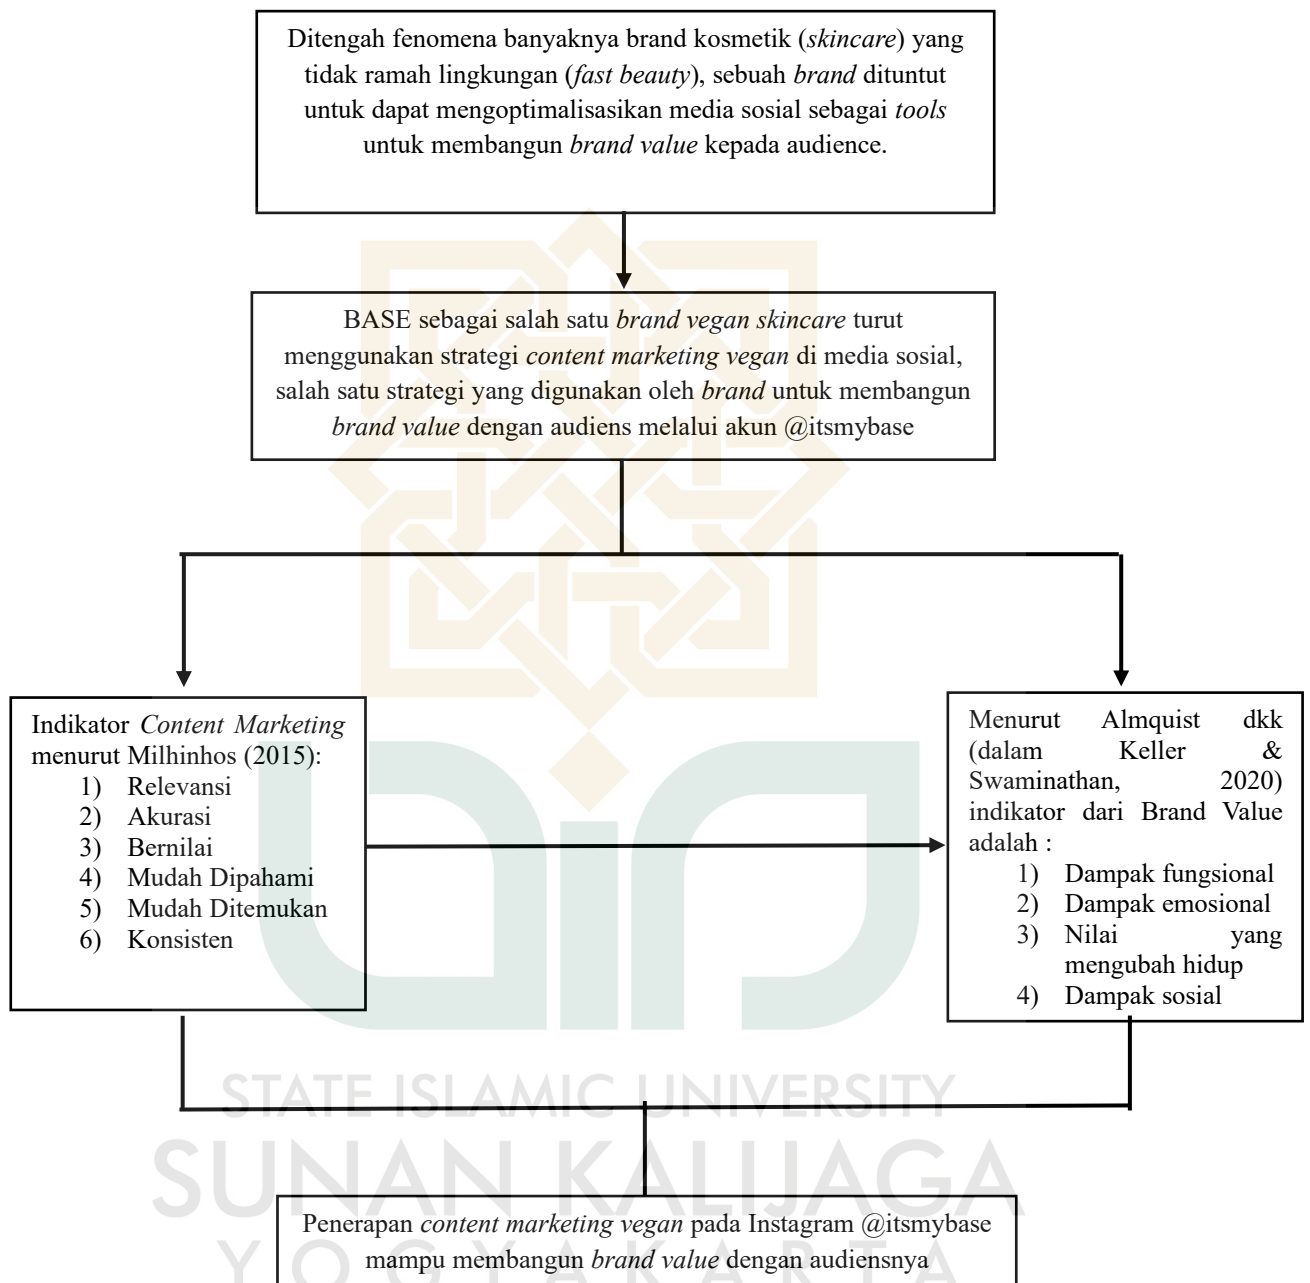 Ditengah fenomena banyaknya brand kosmetik (skincare) yang
tidak ramah lingkungan (fast beauty), sebuah brand dituntut
untuk dapat mengoptimalisasikan media sosial sebagai tools
untuk membangun brand value kepada audience.
BASE sebagai salah satu brand vegan skincare turut
menggunakan strategi content marketing vegan di media sosial,
salah satu strategi yang digunakan oleh brand untuk membangun
brand value dengan audiens melalui akun @itsmybase
Indikator Content Marketing
menurut Milhinhos (2015):
1) Relevansi
2) Akurasi
3) Bernilai
4) Mudah Dipahami
5) Mudah Ditemukan
6) Konsisten
Menurut Almquist dkk
(dalam Keller &
Swaminathan, 2020)
indikator dari Brand Value
adalah :
1) Dampak fungsional
2) Dampak emosional
3) Nilai yang
mengubah hidup
4) Dampak sosial
STATE ISLAMIC UNIVERSITY
SUNAN KALIJAGA
YOGYAKARTA
Penerapan content marketing vegan pada Instagram @itsmybase
mampu membangun brand value dengan audiensnya